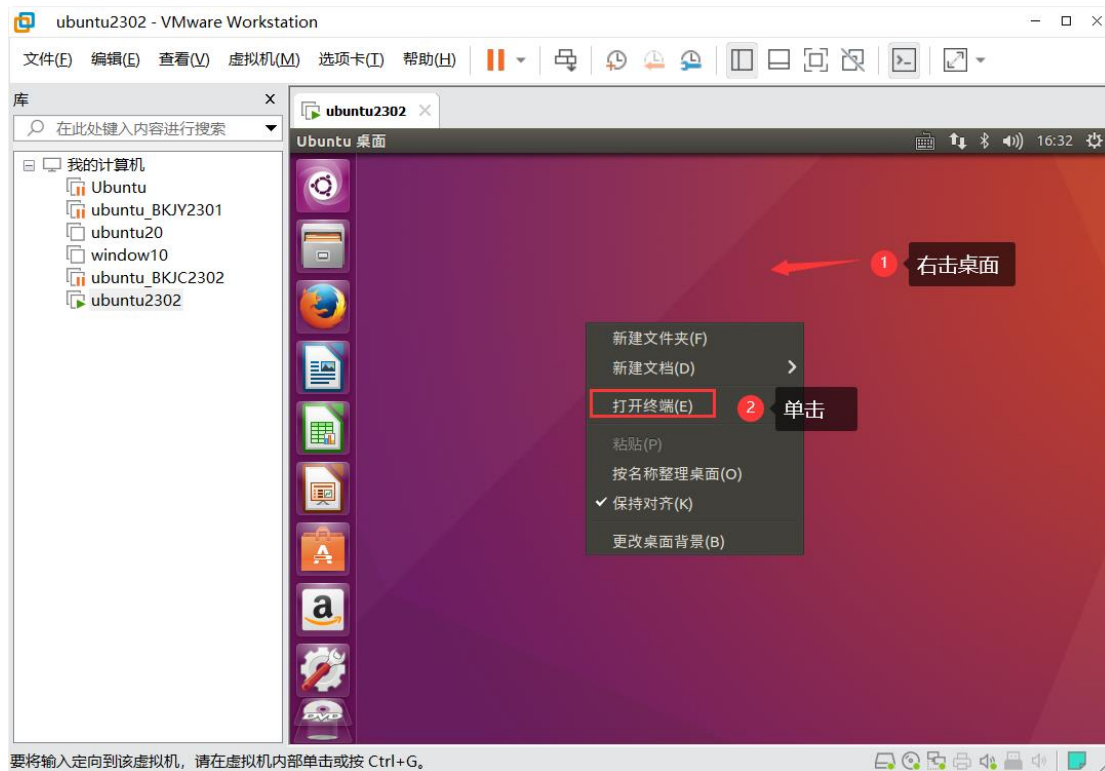 ubuntu2302 - VMware Workstation
文件(F) 编辑(E) 查看(V) 虚拟机(M) 选项卡(T) 帮助(H)
库
在此处键入内容进行搜索
我的计算机
Ubuntu
ubuntu_BKJY2301
ubuntu20
window10
ubuntu_BKJC2302
ubuntu2302
ubuntu2302
Ubuntu 桌面 16:32
1 右击桌面
新建文件夹(F)
新建文档(D)
打开终端(E) 2 单击
粘贴(P)
按名称整理桌面(O)
保持对齐(K)
更改桌面背景(B)
A
a
DVD
要将输入定向到该虚拟机，请在虚拟机内部单击或按 Ctrl+G。